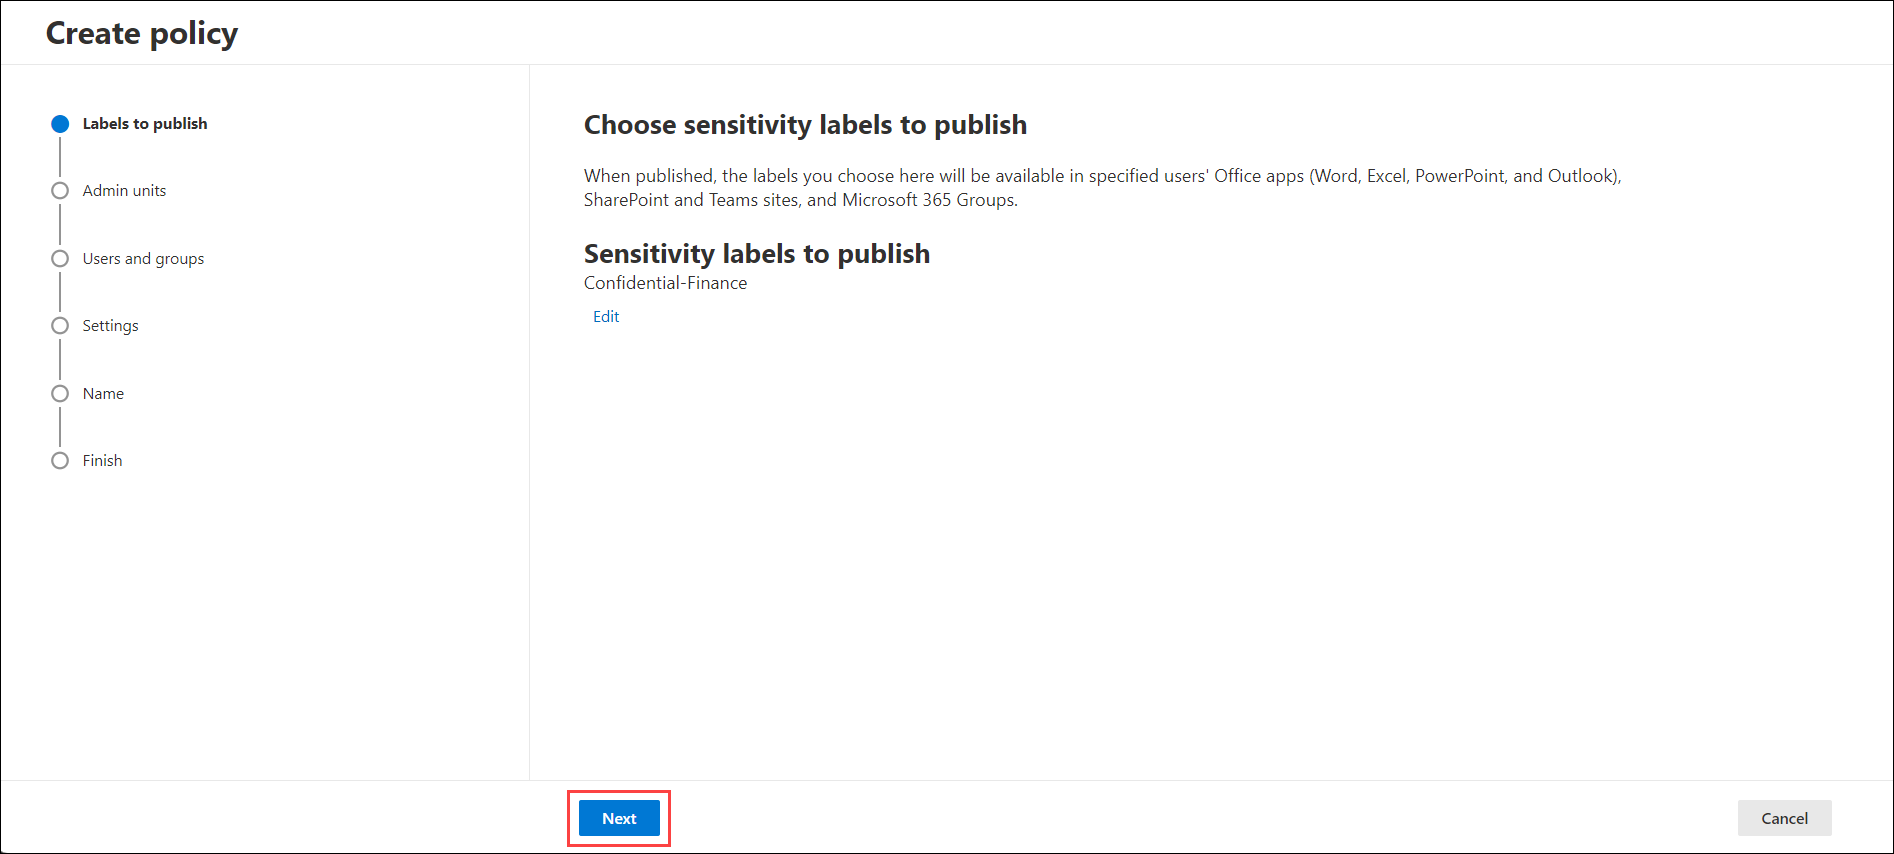 Create policy
Labels to publish
Admin units
Users and groups
Settings
Name
Finish
Choose sensitivity labels to publish
When published, the labels you choose here will be available in specified users' Office apps (Word, Excel, PowerPoint, and Outlook),
SharePoint and Teams sites, and Microsoft 365 Groups.
Sensitivity labels to publish
Confidential-Finance
Edit
Next
Cancel